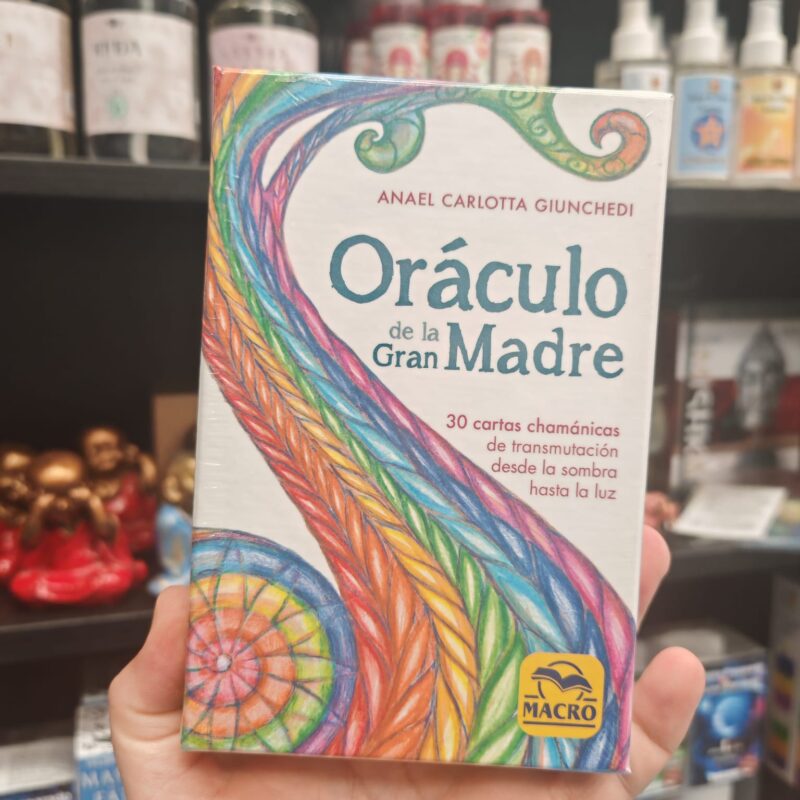 ANAEL CARLOTTA GIUNCHEDI
Oráculo
de la
Gran Madre
30 cartas chamánicas
de transmutación
desde la sombra
hasta la luz
MACRO